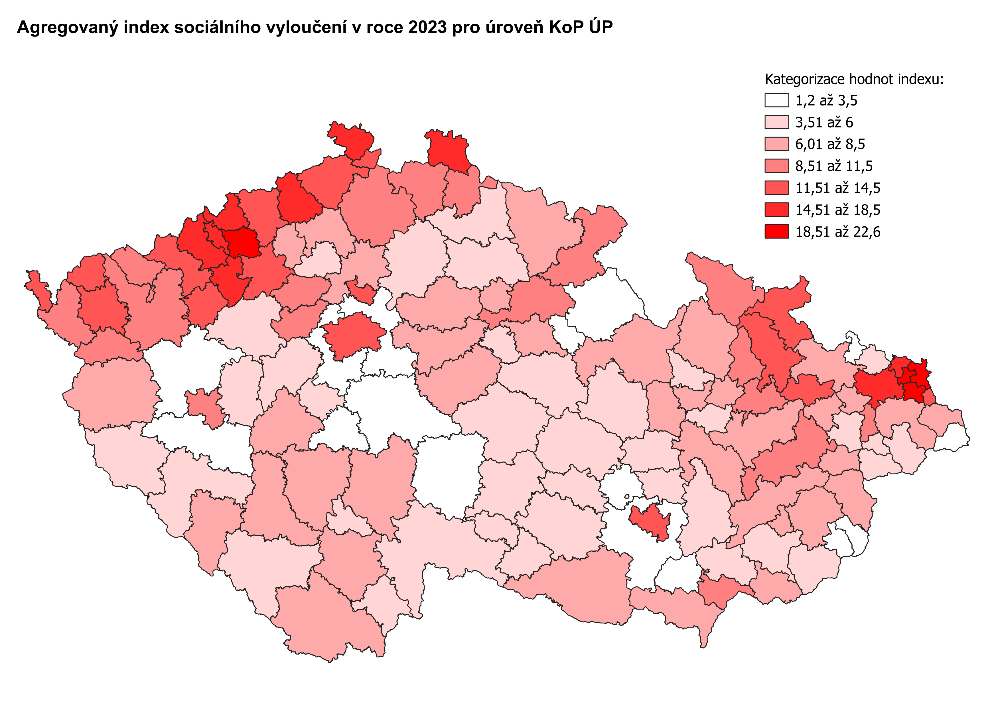 Agregovaný index sociálního vyloučení v roce 2023 pro úroveň KoP ÚP
Kategorizace hodnot indexu:
1,2 až 3,5
3,51 až 6
6,01 až 8,5
8,51 až 11,5
11,51 až 14,5
14,51 až 18,5
18,51 až 22,6